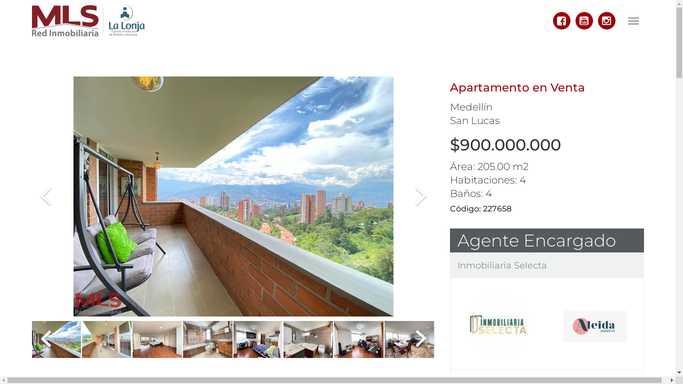 MLS
Red Inmobiliaria
La Lonja
Apartamento en Venta
Medellín
San Lucas
$900.000.000
Área: 205.00 m2
Habitaciones: 4
Baños: 4
Código: 227658
Agente Encargado
Inmobiliaria Selecta
MLS
INMOBILIARIA
SELECTA
Aleida